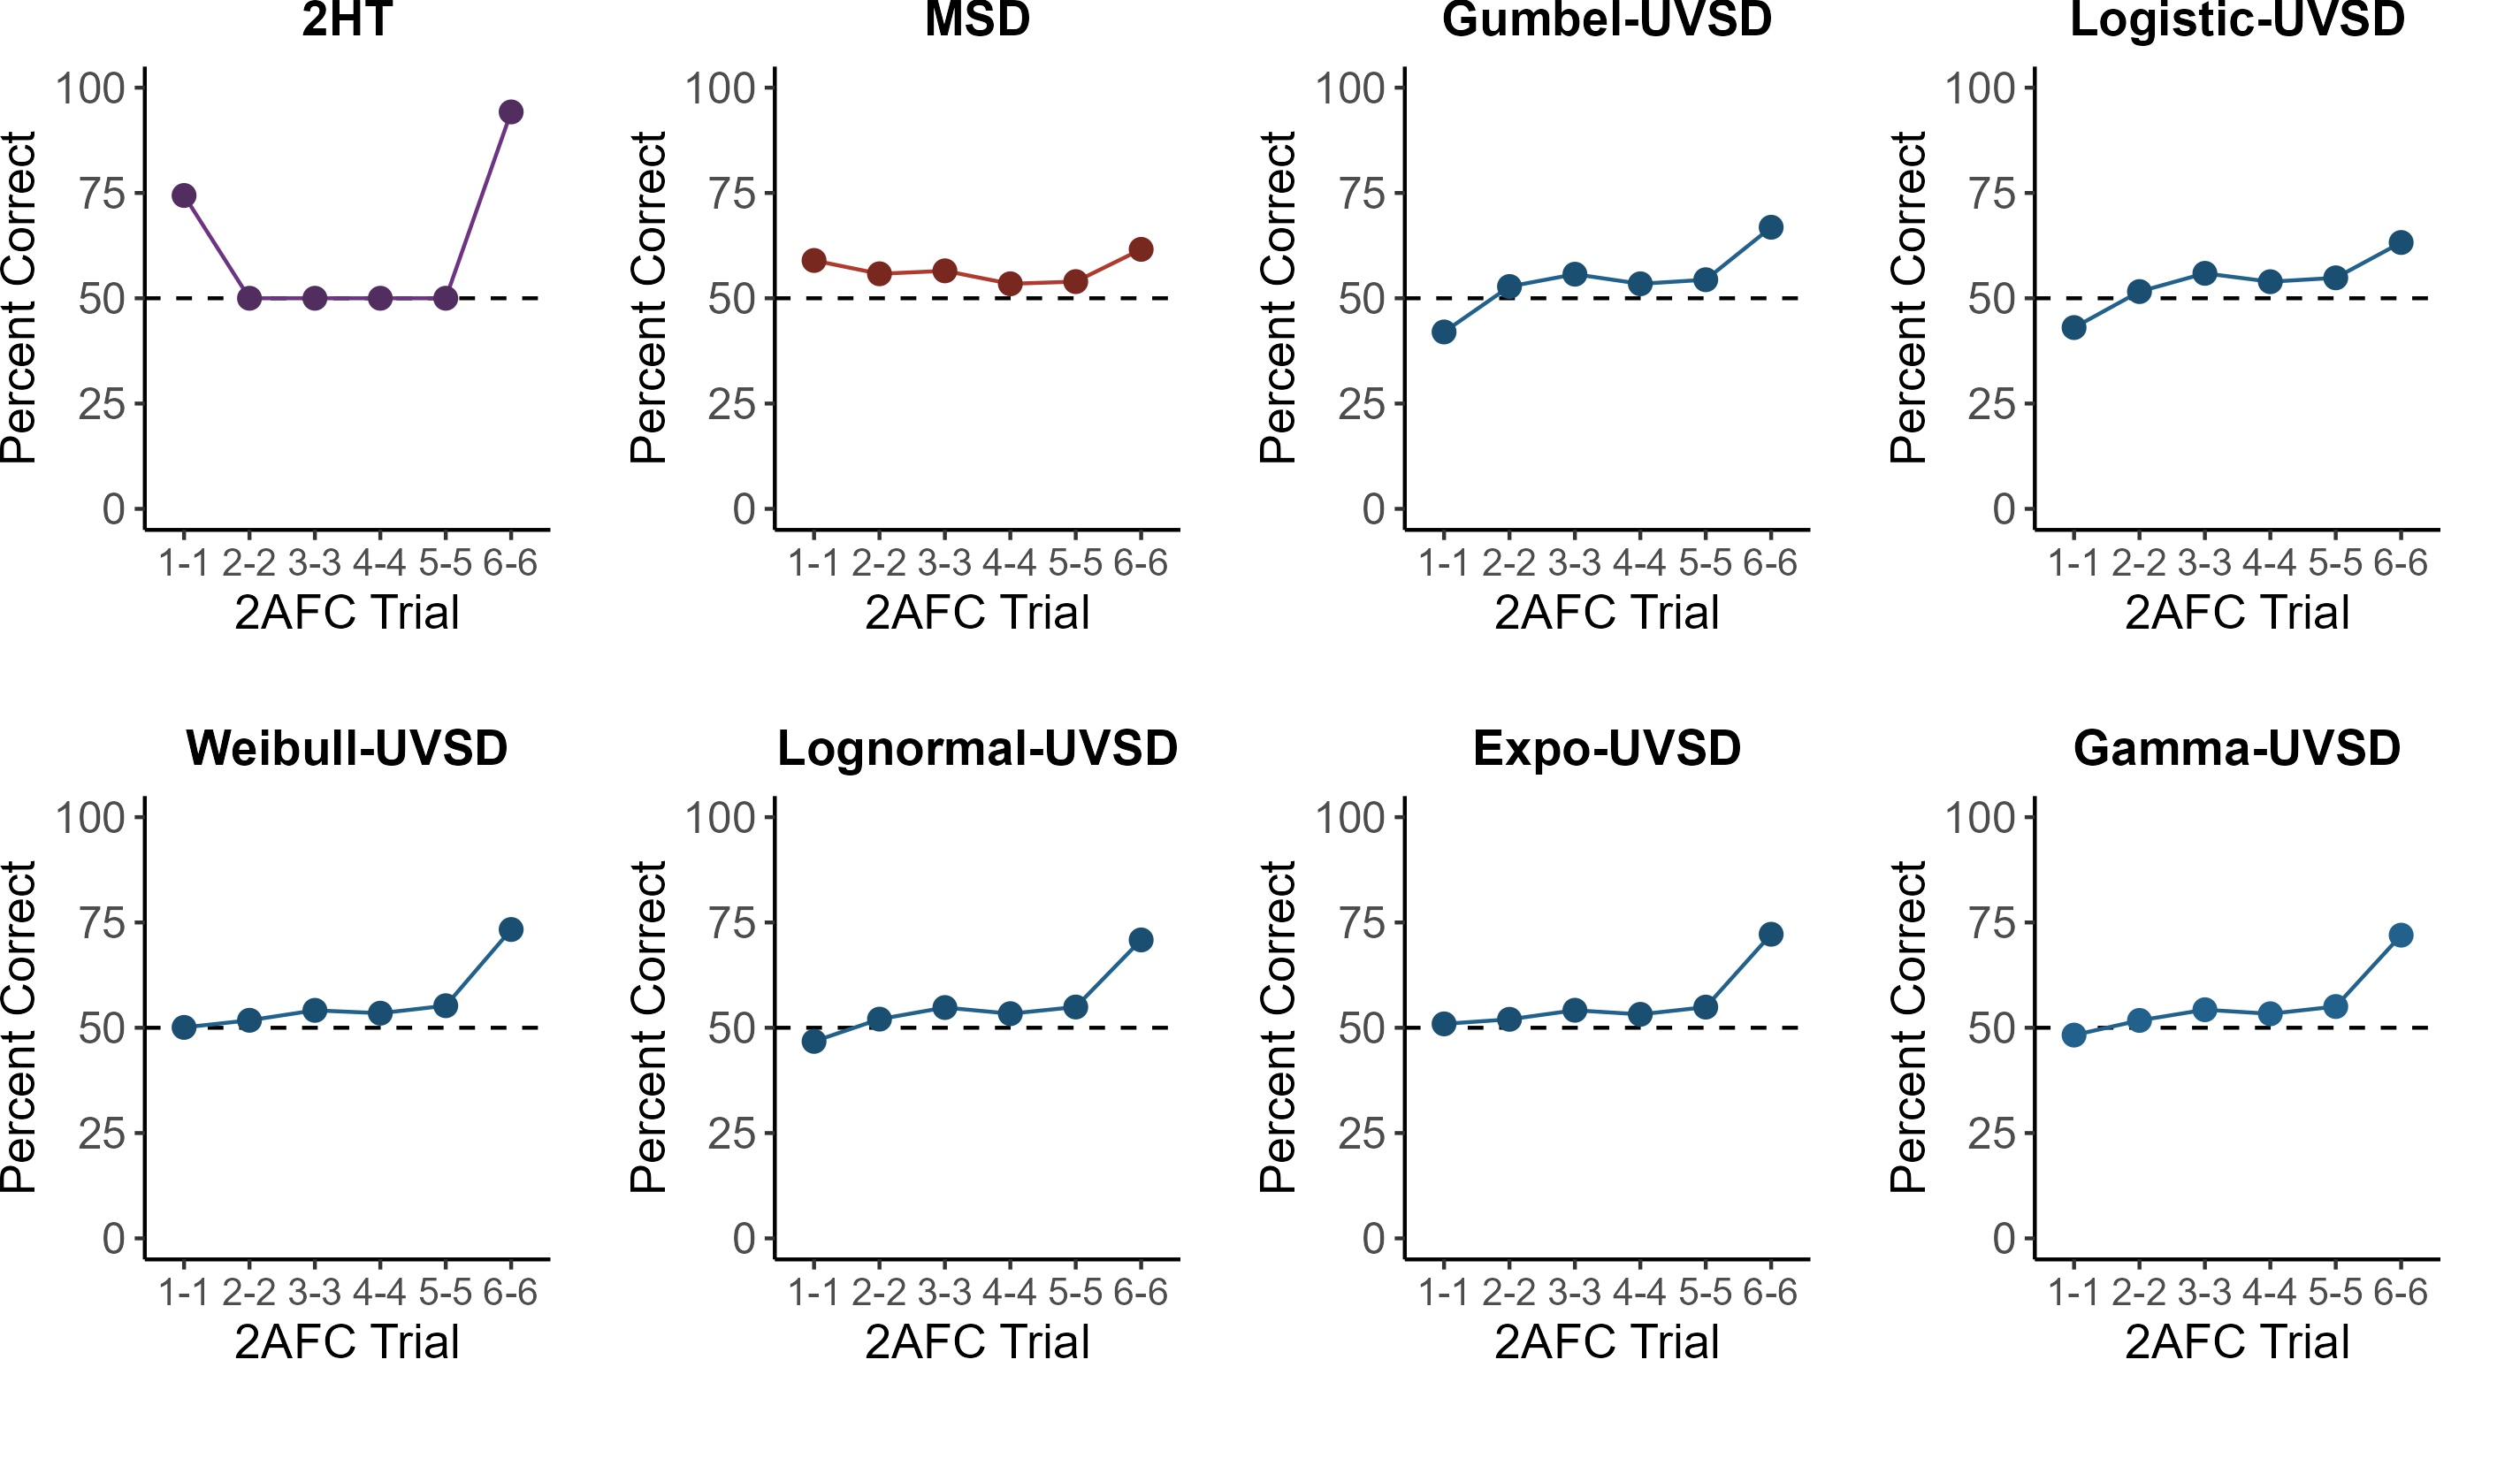 2HT
MSD
Gumbel-UVSD
Logistic-UVSD
Percent Correct
100
75
50
25
0
1-1 2-2 3-3 4-4 5-5 6-6
2AFC Trial
Percent Correct
100
75
50
25
0
1-1 2-2 3-3 4-4 5-5 6-6
2AFC Trial
Percent Correct
100
75
50
25
0
1-1 2-2 3-3 4-4 5-5 6-6
2AFC Trial
Percent Correct
100
75
50
25
0
1-1 2-2 3-3 4-4 5-5 6-6
2AFC Trial
Weibull-UVSD
Lognormal-UVSD
Expo-UVSD
Gamma-UVSD
Percent Correct
100
75
50
25
0
1-1 2-2 3-3 4-4 5-5 6-6
2AFC Trial
Percent Correct
100
75
50
25
0
1-1 2-2 3-3 4-4 5-5 6-6
2AFC Trial
Percent Correct
100
75
50
25
0
1-1 2-2 3-3 4-4 5-5 6-6
2AFC Trial
Percent Correct
100
75
50
25
0
1-1 2-2 3-3 4-4 5-5 6-6
2AFC Trial